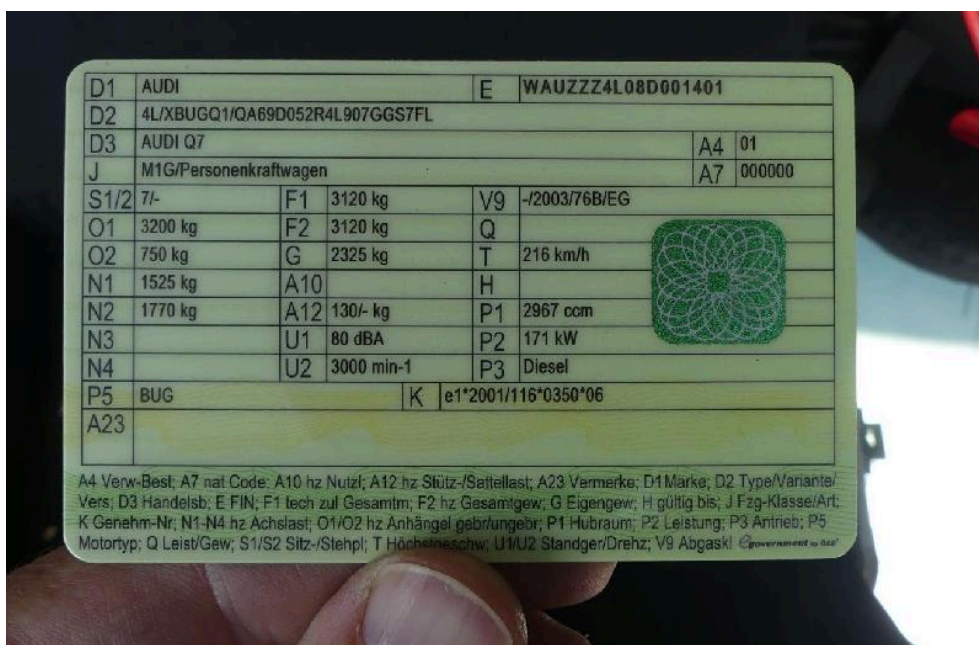 D1 AUDI E WAUZZZ4L08D001401
D2 4L/XBUGQ1/QA69D052R4L907GGS7FL
D3 AUDI Q7 A4 01
J M1G/Personenkraftwagen A7 000000
S1/2 7/- F1 3120 kg V9 -/2003/76B/EG
O1 3200 kg F2 3120 kg Q
O2 750 kg G 2325 kg T 216 km/h
N1 1525 kg A10 H
N2 1770 kg A12 130/- kg P1 2967 ccm
N3 U1 80 dBA P2 171 kW
N4 U2 3000 min-1 P3 Diesel
P5 BUG K e1*2001/116*0350*06
A23
A4 Verw-Best; A7 nat Code; A10 hz Nutzl; A12 hz Stütz-/Sattellast; A23 Vermerke; D1 Marke; D2 Type/Variante/
Vers; D3 Handelsb; E FIN; F1 tech zul Gesamtm; F2 hz Gesamtgew; G Eigengew; H gültig bis; J Fzg-Klasse/Art;
K Genehm-Nr; N1-N4 hz Achslast; O1/O2 hz Anhängel gebr/ungebr; P1 Hubraum; P2 Leistung; P3 Antrieb; P5
Motortyp; Q Leist/Gew; S1/S2 Sitz-/Stehpl; T Höchstgeschw; U1/U2 Standger/Drehz; V9 Abgaskl egovernment by